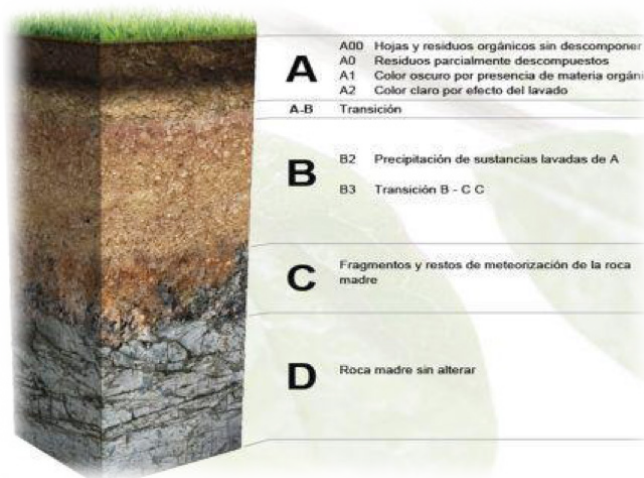 A
A00 Hojas y residuos orgánicos sin descomponer
A0 Residuos parcialmente descompuestos
A1 Color oscuro por presencia de materia orgáni
A2 Color claro por efecto del lavado
A-B Transición
B
B2 Precipitación de sustancias lavadas de A
B3 Transición B - C C
C
Fragmentos y restos de meteorización de la roca
madre
D
Roca madre sin alterar